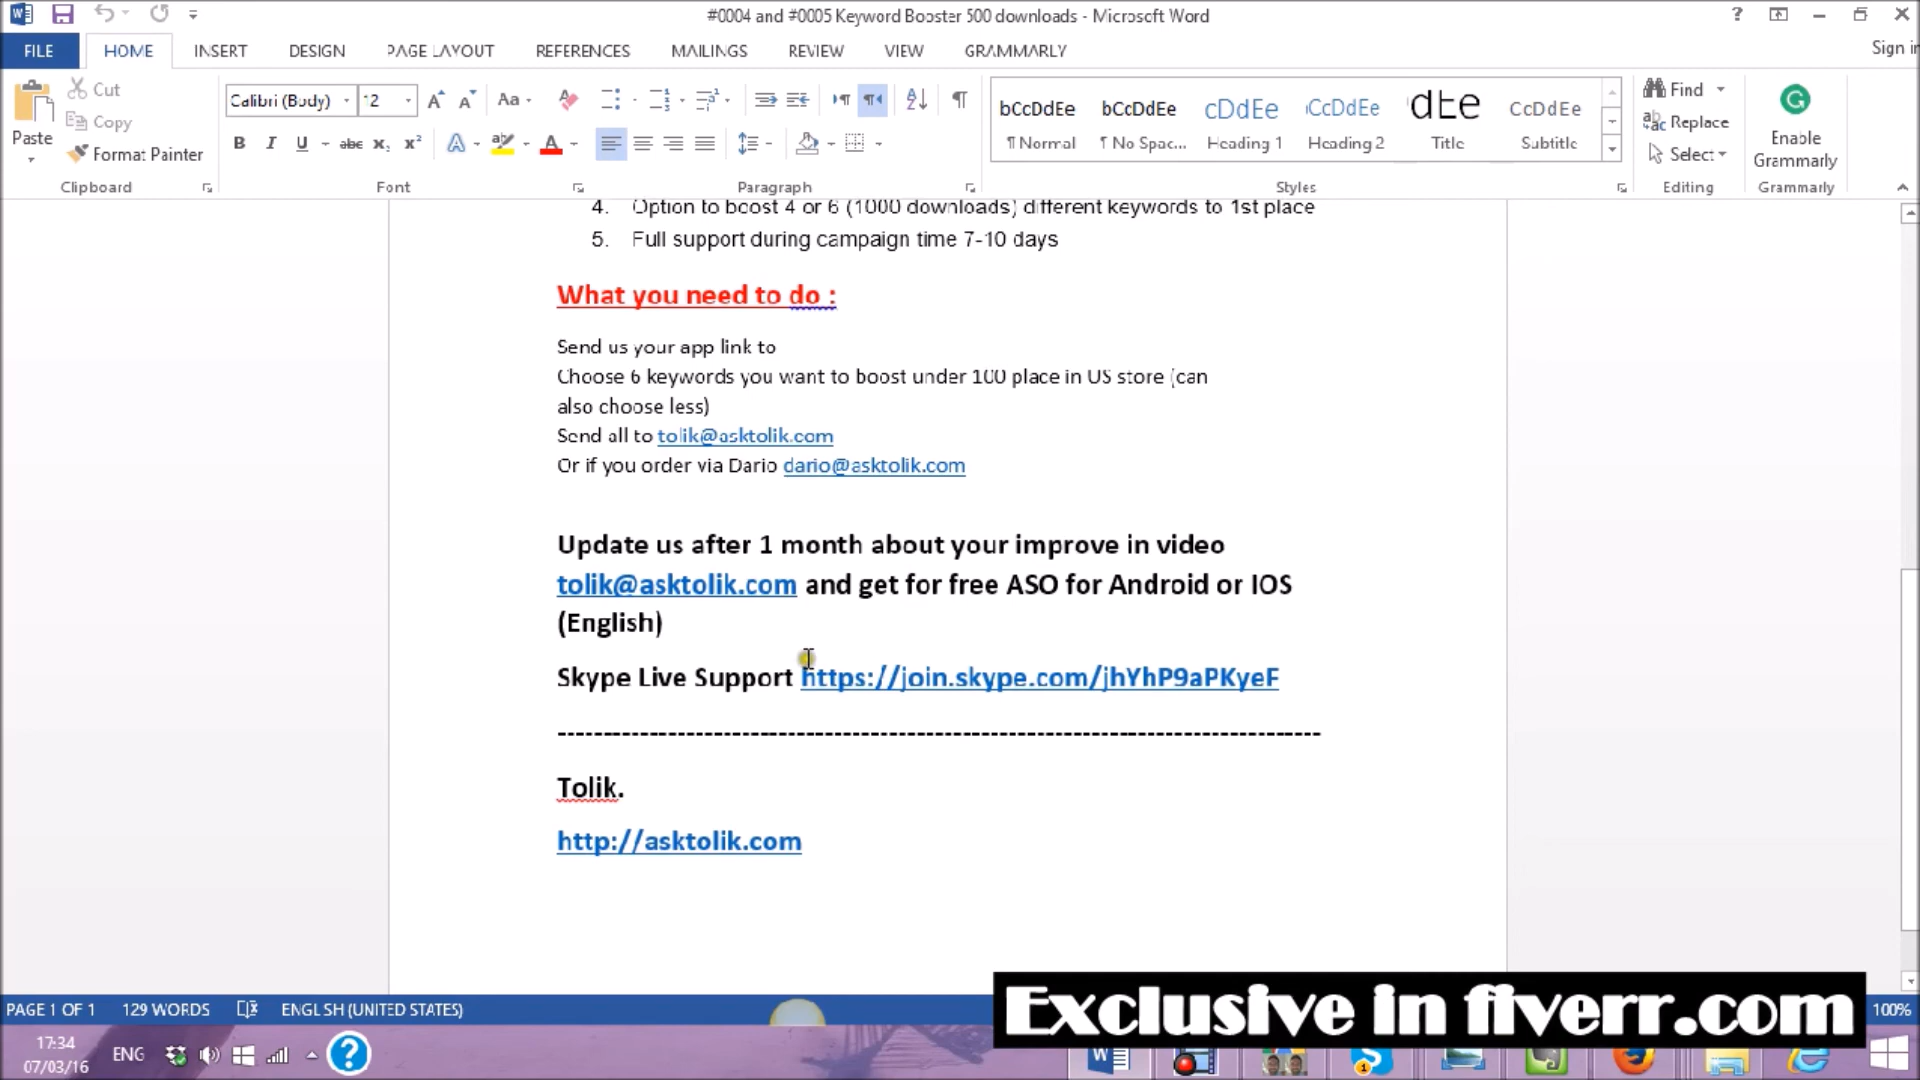 #0004 and #0005 Keyword Booster 500 downloads - Microsoft Word
FILE HOME INSERT DESIGN PAGE LAYOUT REFERENCES MAILINGS REVIEW VIEW GRAMMARLY Sign in
Paste
Cut
Copy
Format Painter
Clipboard
Calibri (Body) 12
Font
Paragraph
bCcDdEe bCcDdEe cDdEe CcDdEe dEe CcDdEe
¶ Normal ¶ No Spac... Heading 1 Heading 2 Title Subtitle
Styles
Find
Replace
Select
Editing
Enable
Grammarly
Grammarly
4. Option to boost 4 or 6 (1000 downloads) different keywords to 1st place
5. Full support during campaign time 7-10 days
What you need to do :
Send us your app link to
Choose 6 keywords you want to boost under 100 place in US store (can
also choose less)
Send all to tolik@asktolik.com
Or if you order via Dario dario@asktolik.com
Update us after 1 month about your improve in video
tolik@asktolik.com and get for free ASO for Android or IOS
(English)
Skype Live Support https://join.skype.com/jhYhP9aPKyeF
--------------------------------------------------------------------------------
Tolik.
http://asktolik.com
Exclusive in fiverr.com
PAGE 1 OF 1 129 WORDS ENGLISH (UNITED STATES) 100%
17:34
07/03/16
ENG